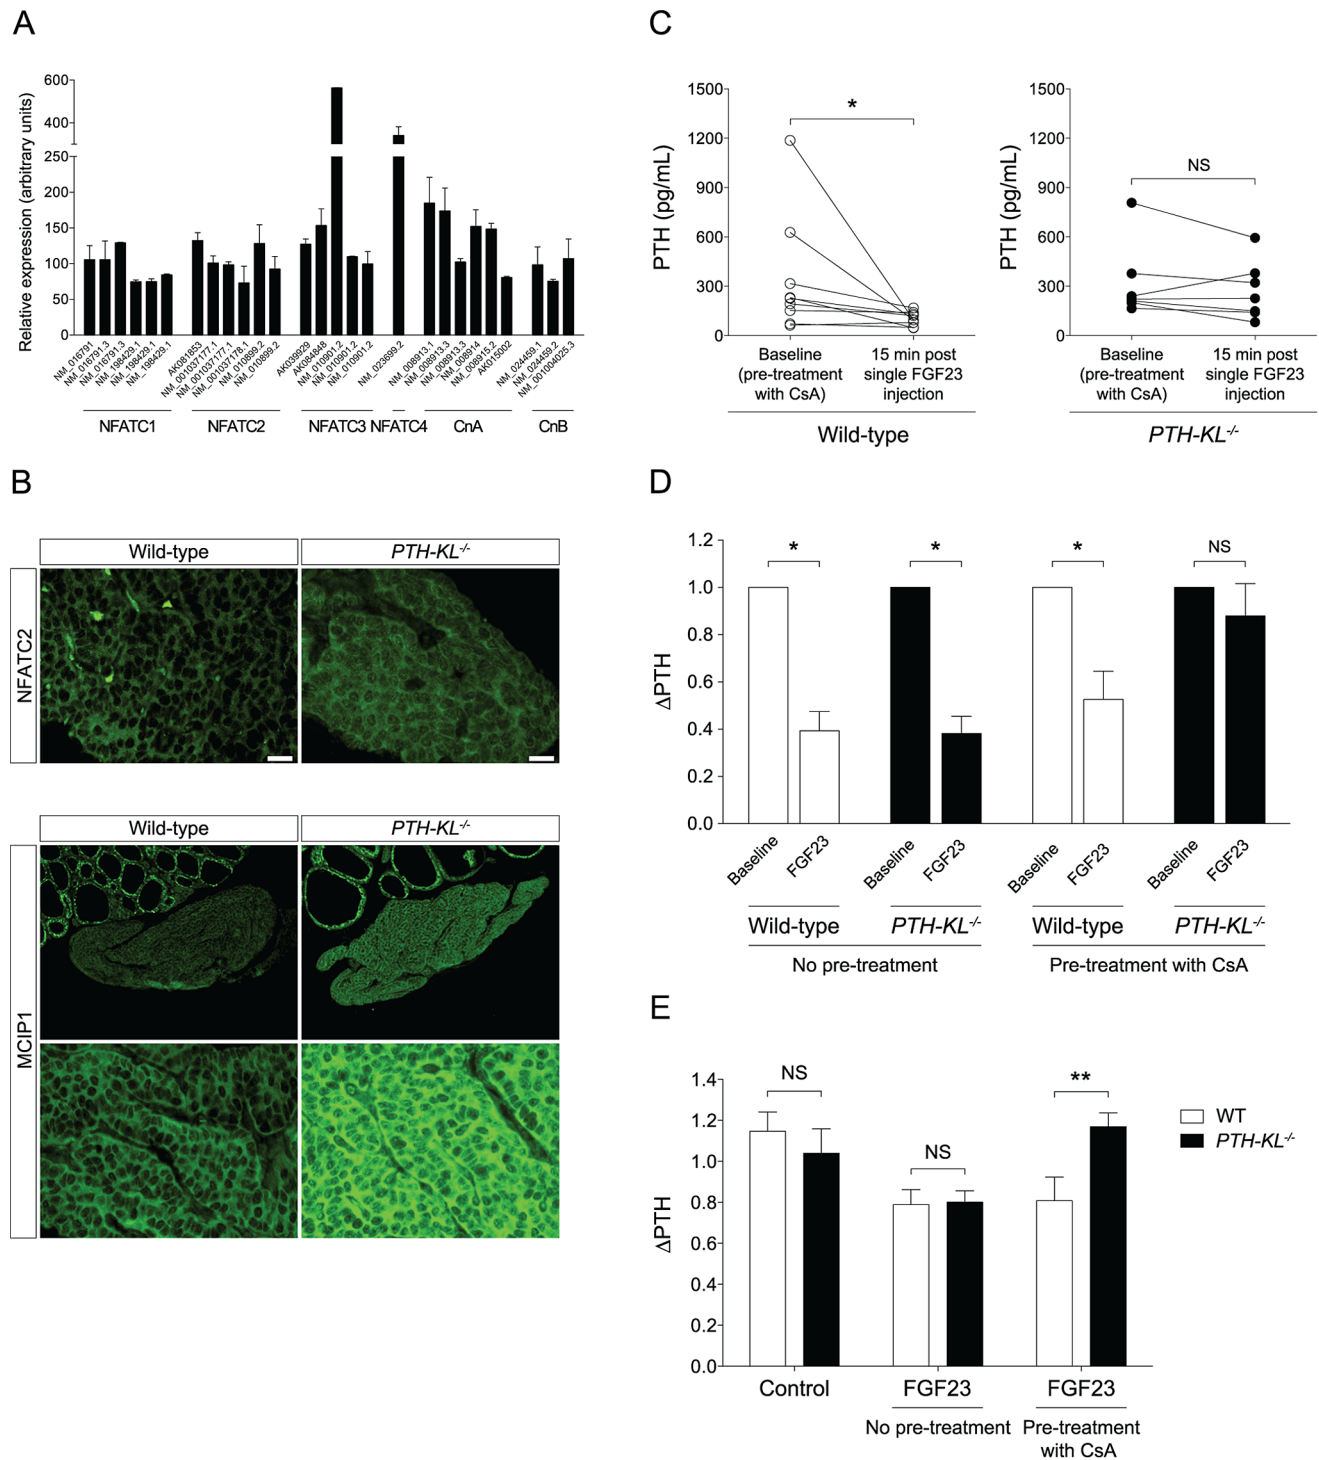 A
Relative expression (arbitrary units)
600
400
250
200
150
100
50
0
NM_016791
NM_016791.3
NM_016791.3
NM_198429.1
NM_198429.1
NM_198429.1
AK081853
NM_001037177.1
NM_001037177.1
NM_001037178.1
NM_010899.2
NM_010899.2
AK039929
AK084848
NM_010901.2
NM_010901.2
NM_010901.2
NM_023699.2
NM_008913.1
NM_008913.3
NM_008913.3
NM_008914
NM_008915.2
AK015002
NM_024459.1
NM_024459.2
NM_001004025.3
NFATC1
NFATC2
NFATC3
NFATC4
CnA
CnB
B
Wild-type
PTH-KL-/-
NFATC2
Wild-type
PTH-KL-/-
MCIP1
C
PTH (pg/mL)
1500
1200
900
600
300
0
*
Baseline
(pre-treatment
with CsA)
15 min post
single FGF23
injection
Wild-type
PTH (pg/mL)
1500
1200
900
600
300
0
NS
Baseline
(pre-treatment
with CsA)
15 min post
single FGF23
injection
PTH-KL-/-
D
ΔPTH
1.2
1.0
0.8
0.6
0.4
0.2
0.0
*
*
*
NS
Baseline
FGF23
Baseline
FGF23
Baseline
FGF23
Baseline
FGF23
Wild-type
PTH-KL-/-
Wild-type
PTH-KL-/-
No pre-treatment
Pre-treatment with CsA
E
ΔPTH
1.4
1.2
1.0
0.8
0.6
0.4
0.2
0.0
NS
NS
**
WT
PTH-KL-/-
Control
FGF23
FGF23
No pre-treatment
Pre-treatment
with CsA